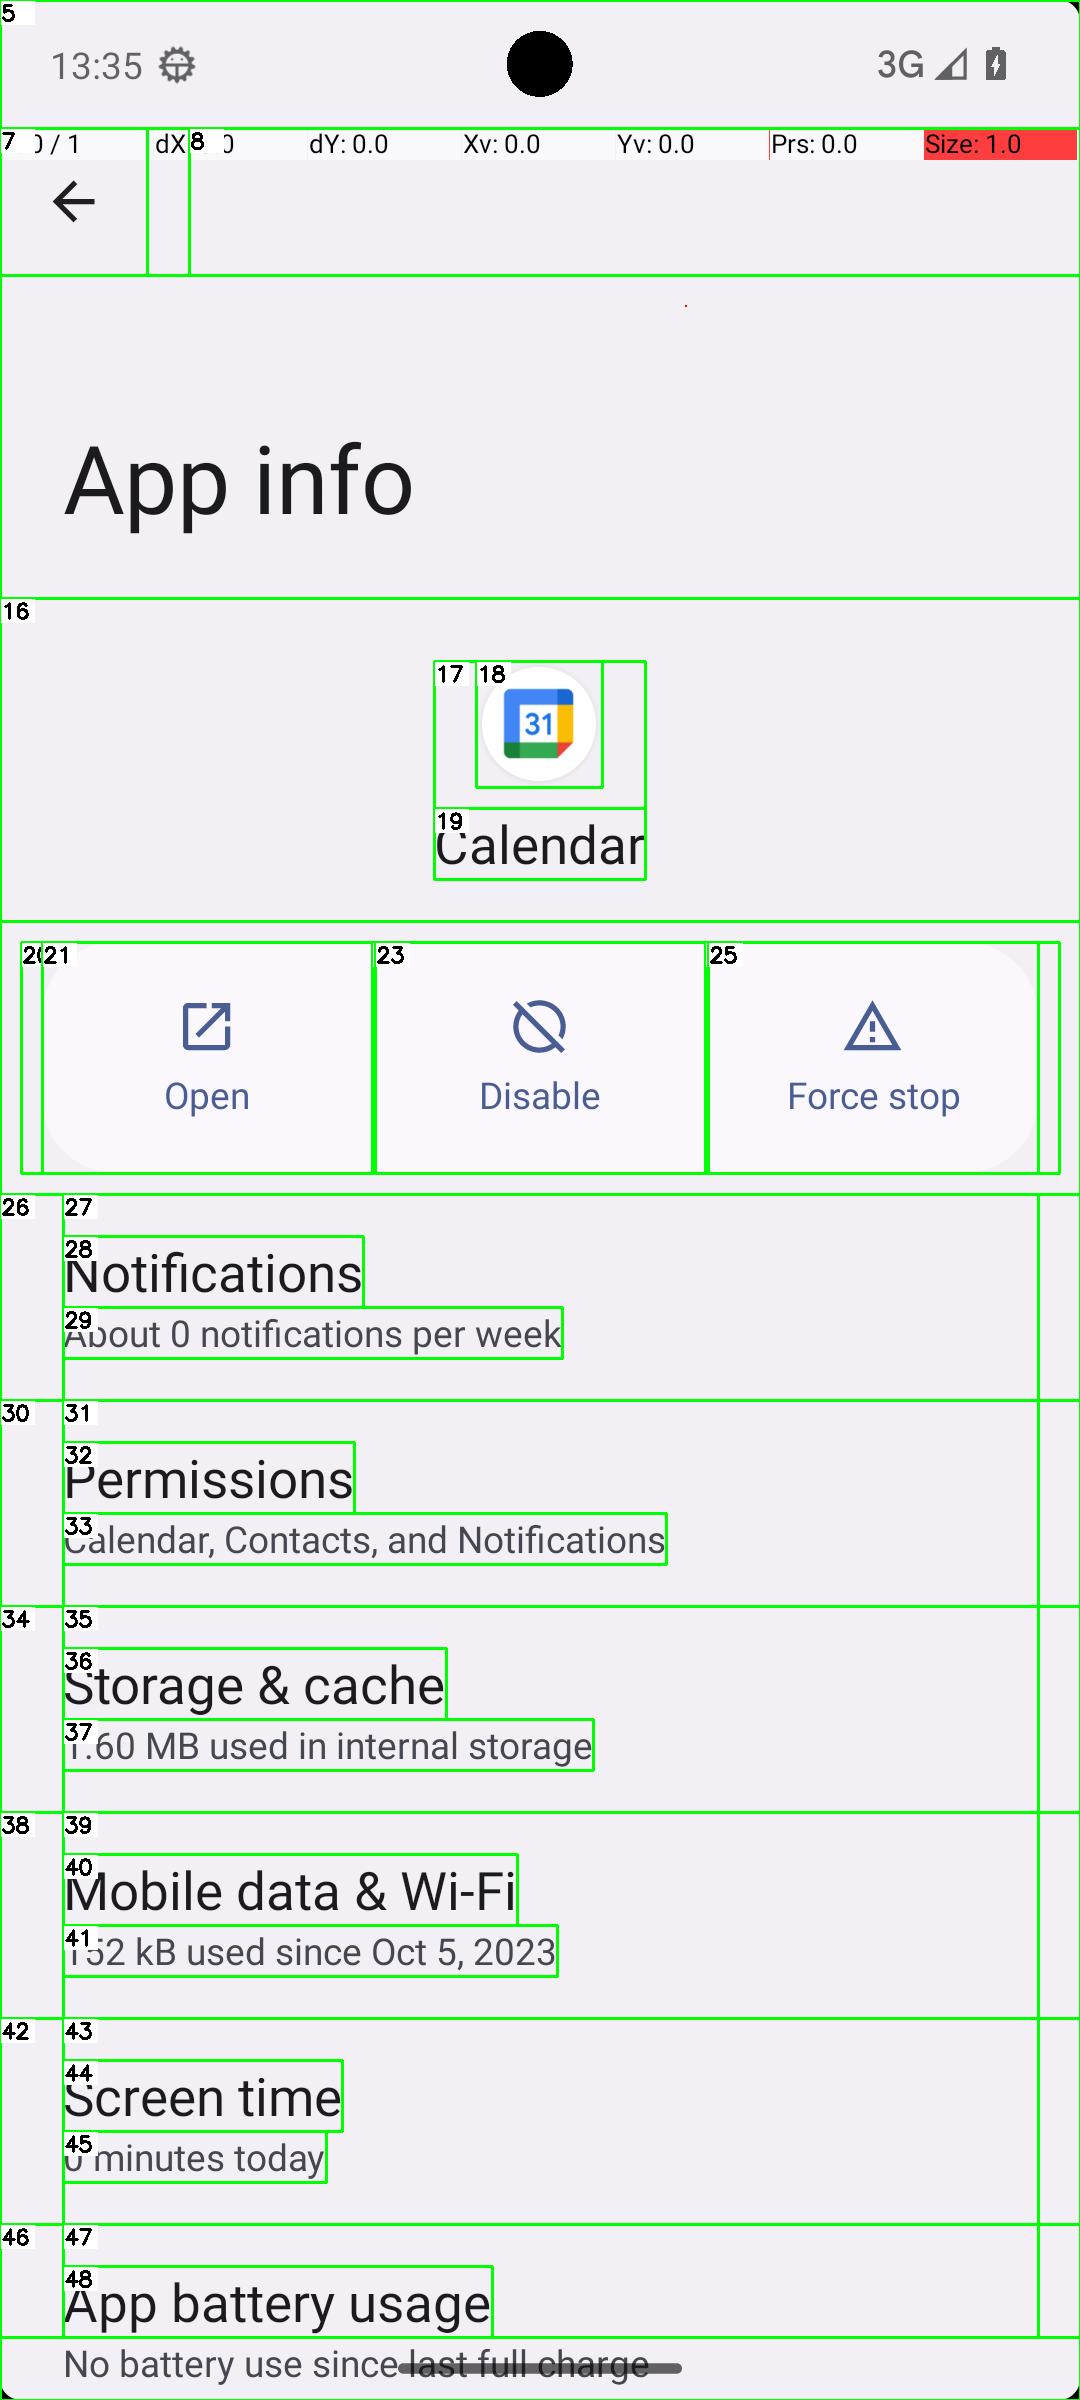 5
13:35
3G
7
0 / 1
dX
8
0
dY: 0.0
Xv: 0.0
Yv: 0.0
Prs: 0.0
Size: 1.0
App info
16
17
18
31
19
Calendar
20
21
23
25
Open
Disable
Force stop
26
27
28
Notifications
29
About 0 notifications per week
30
31
32
Permissions
33
Calendar, Contacts, and Notifications
34
35
36
Storage & cache
37
1.60 MB used in internal storage
38
39
40
Mobile data & Wi-Fi
41
152 kB used since Oct 5, 2023
42
43
44
Screen time
45
0 minutes today
46
47
48
App battery usage
No battery use since last full charge